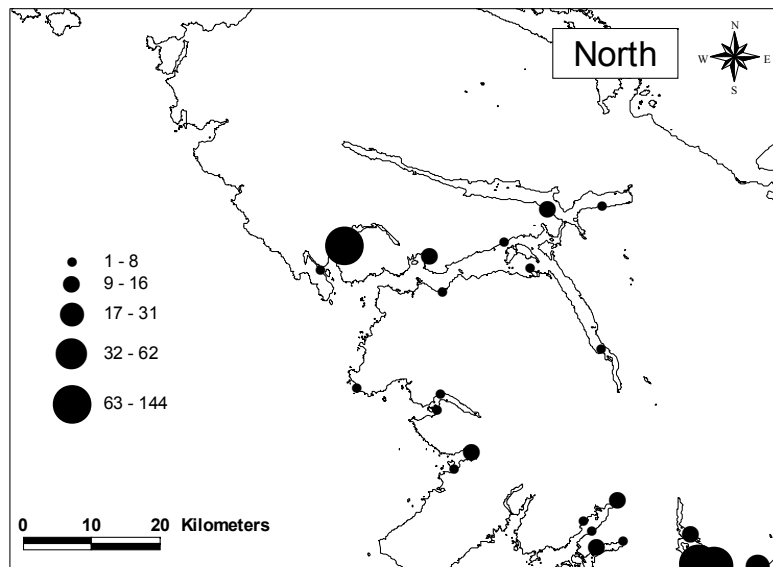 North
N
W E
S
1 - 8
9 - 16
17 - 31
32 - 62
63 - 144
0 10 20 Kilometers